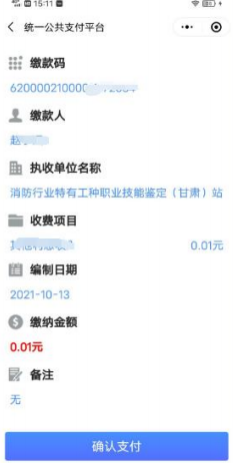 15:11
统一公共支付平台
缴款码
620000210000
缴款人
赵
执收单位名称
消防行业特有工种职业技能鉴定（甘肃）站
收费项目
0.01元
编制日期
2021-10-13
缴纳金额
0.01元
备注
无
确认支付